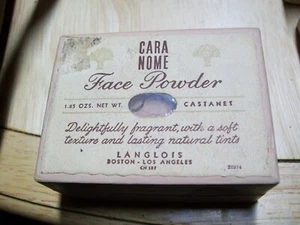 CARA
NOME
Face Powder
1.85 OZS. NET WT. CASTANET
Delightfully fragrant, with a soft
texture and lasting natural tints
LANGLOIS
BOSTON - LOS ANGELES